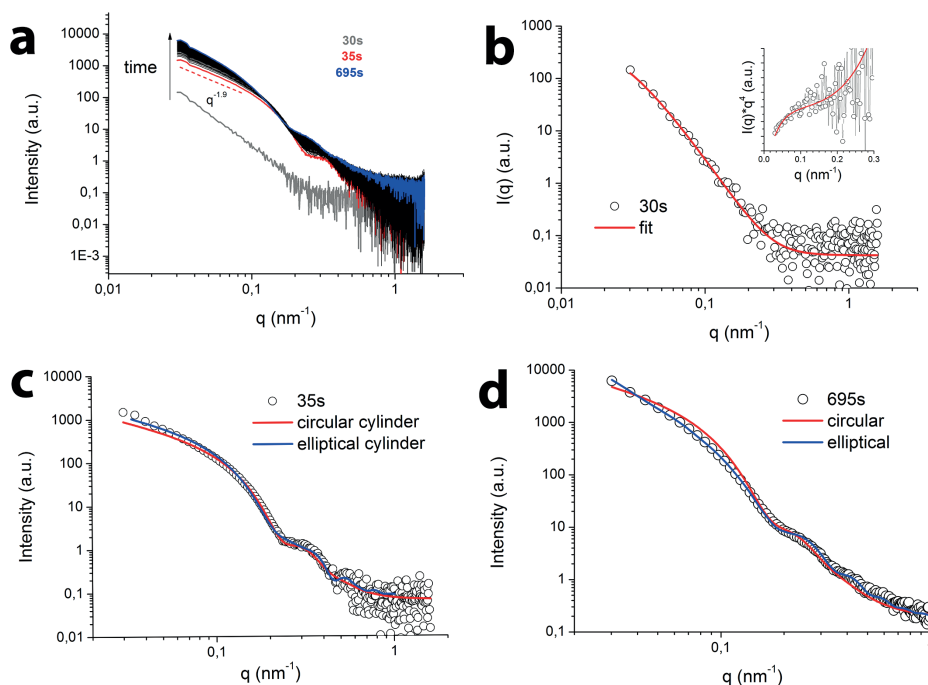 a
Intensity (a.u.)
10000
1000
100
10
1
0,1
0,01
1E-3
time
q^-1.9
30s
35s
695s
0,01
0,1
1
q (nm^-1)
b
I(q) (a.u.)
1000
100
10
1
0,1
0,01
30s
fit
0,01
0,1
1
q (nm^-1)
I(q)*q^4 (a.u.)
0.0
0.1
0.2
0.3
q (nm^-1)
c
Intensity (a.u.)
10000
1000
100
10
1
0,1
0,01
35s
circular cylinder
elliptical cylinder
0,1
1
q (nm^-1)
d
Intensity (a.u.)
10000
1000
100
10
1
0,1
695s
circular
elliptical
0,1
q (nm^-1)